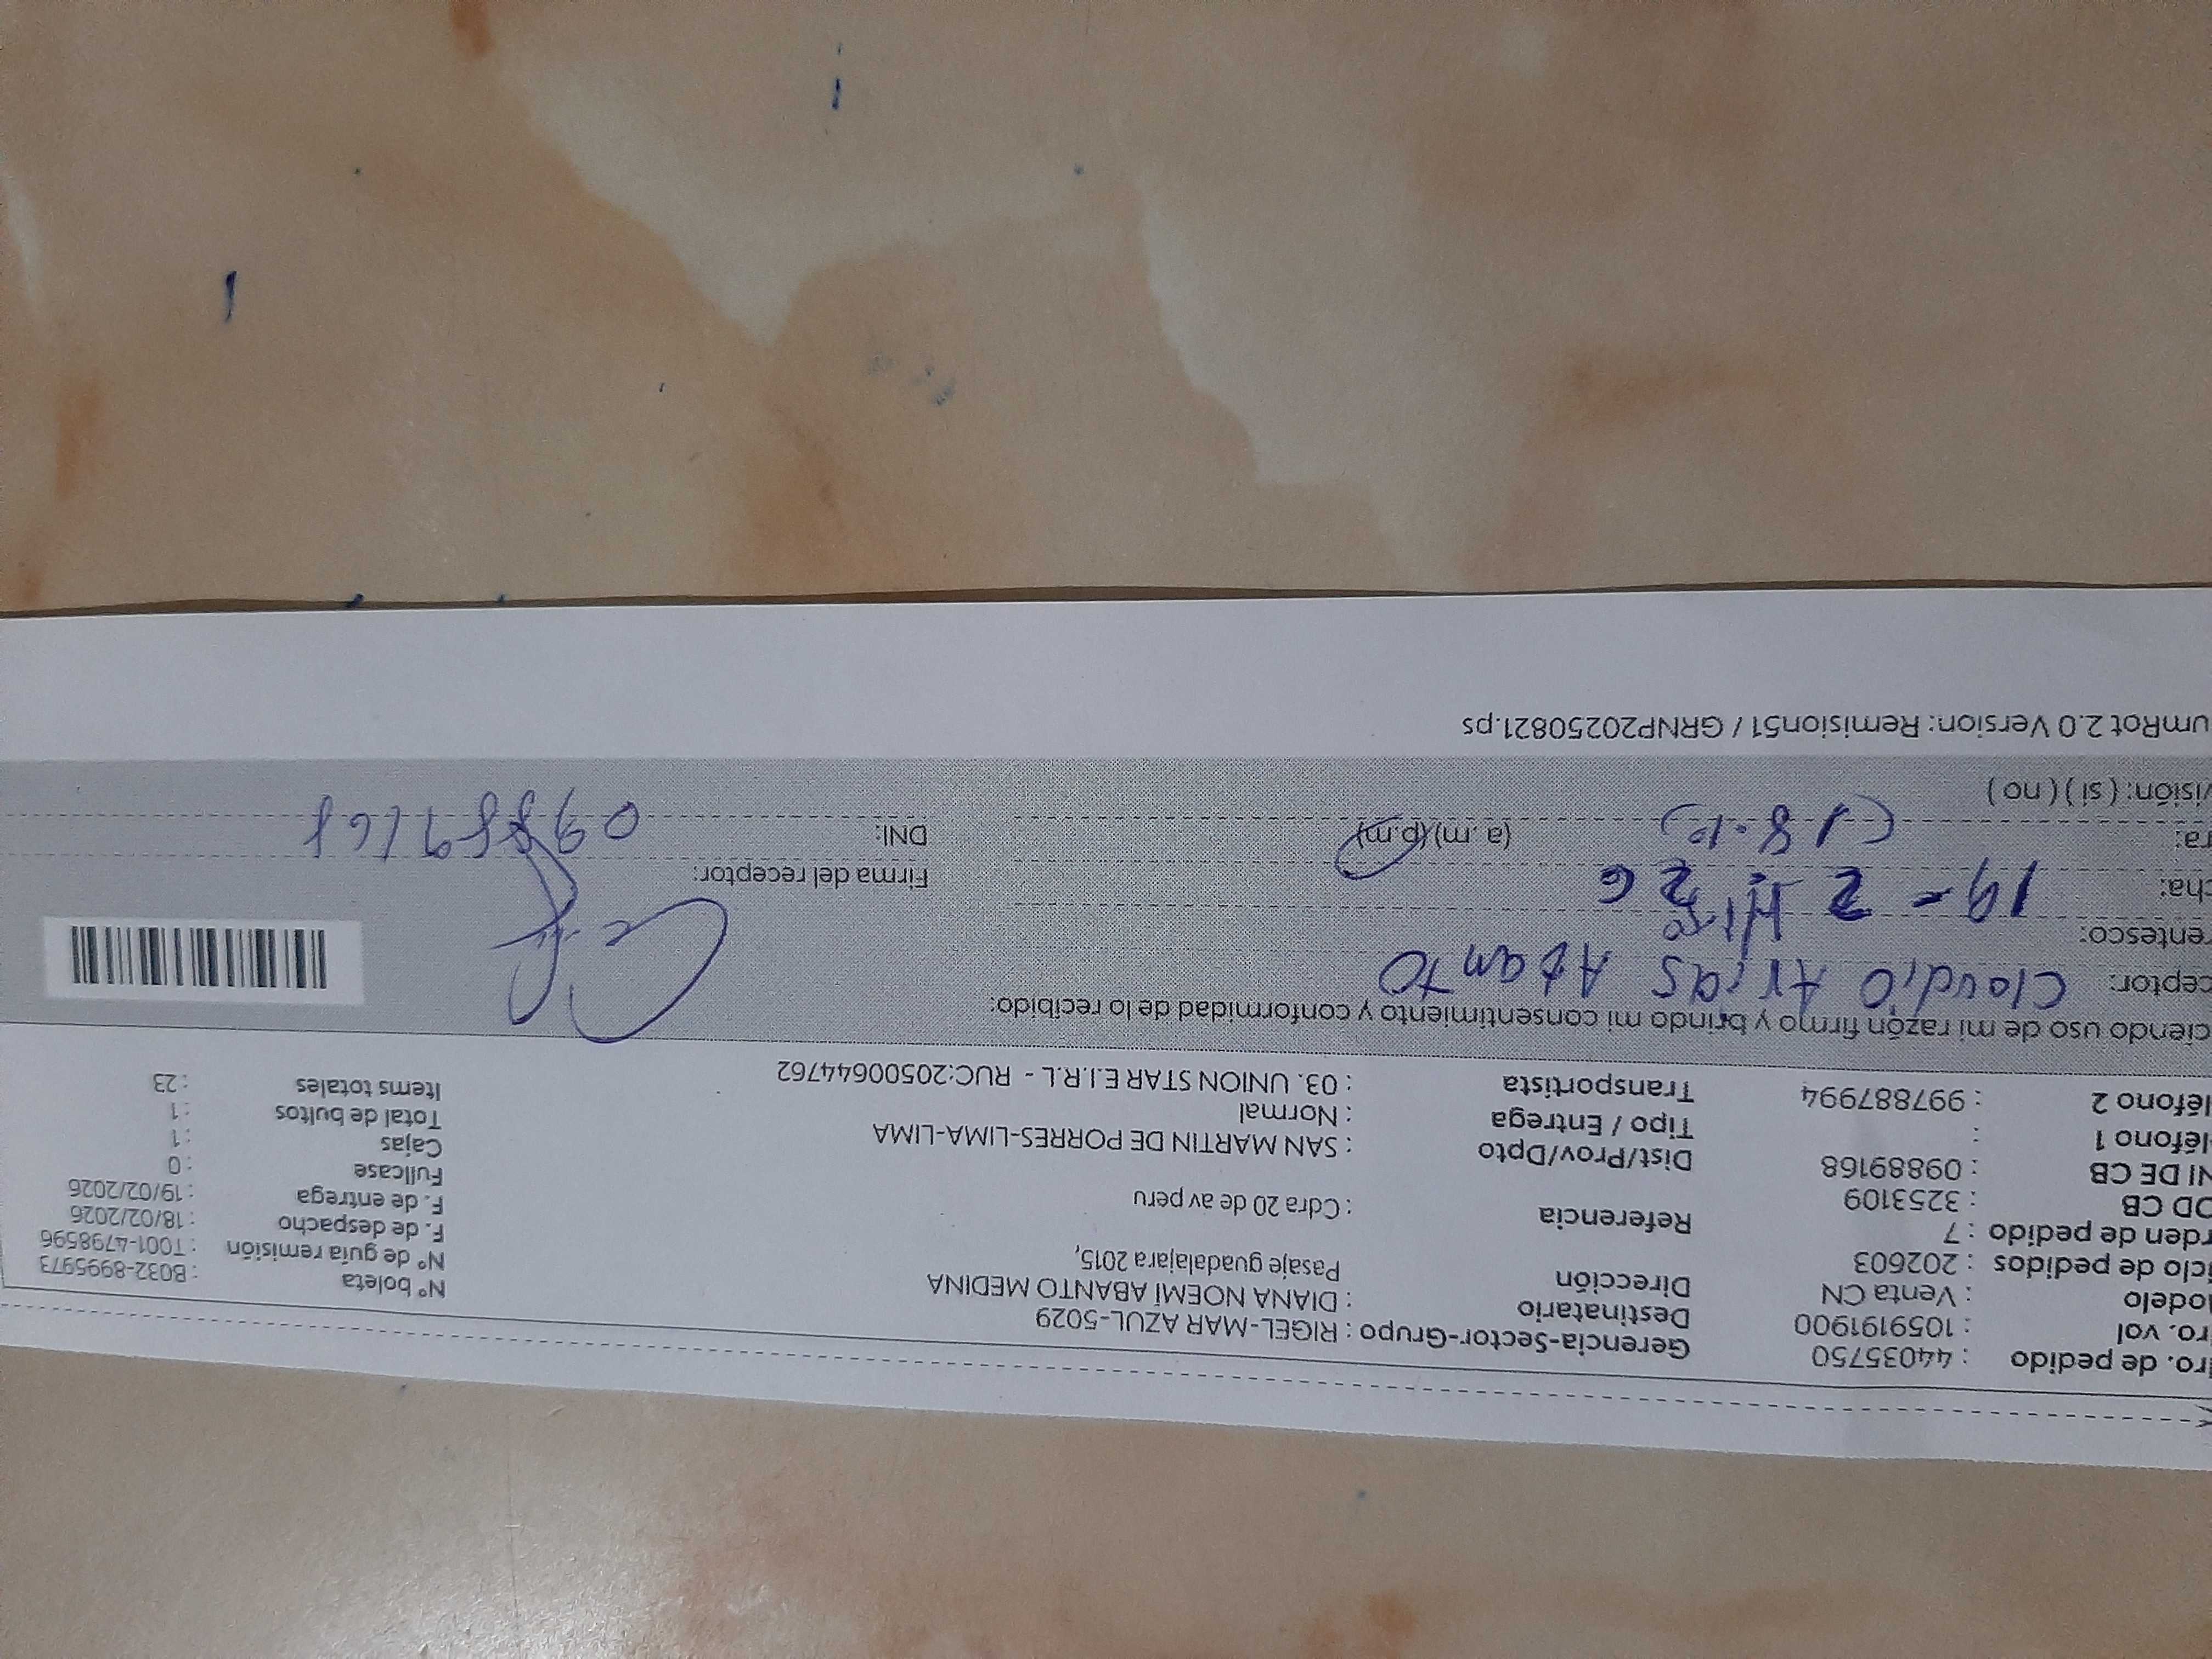 ro. de pedido : 44035750 Gerencia-Sector-Grupo : RIGEL-MAR AZUL-5029
ro. vol : 1059191900 Destinatario : DIANA NOEMÍ ABANTO MEDINA Nº boleta : B032-8995973
odelo : Venta CN Dirección Pasaje guadalajara 2015, Nº de guía remisión : T001-4798596
iclo de pedidos : 202603 F. de despacho : 18/02/2026
rden de pedido : 7 Referencia : Cdra 20 de av peru F. de entrega : 19/02/2026
OD CB : 3253109 Fullcase : 0
NI DE CB : 09889168 Dist/Prov/Dpto : SAN MARTIN DE PORRES-LIMA-LIMA Cajas : 1
léfono 1 : Tipo / Entrega : Normal Total de bultos : 1
léfono 2 : 997887994 Transportista : 03. UNION STAR E.I.R.L - RUC:20500644762 Items totales : 23
ciendo uso de mi razón firmo y brindo mi consentimiento y conformidad de lo recibido:
ceptor: Claudio Arias Abanto
entesco: Hijo
cha: 19 - 2 - 26 Firma del receptor:
ra: (a. m) (p.m) DNI: 09889168
visión: ( si ) ( no )
umRot 2.0 Version: Remision51 / GRNP20250821.ps